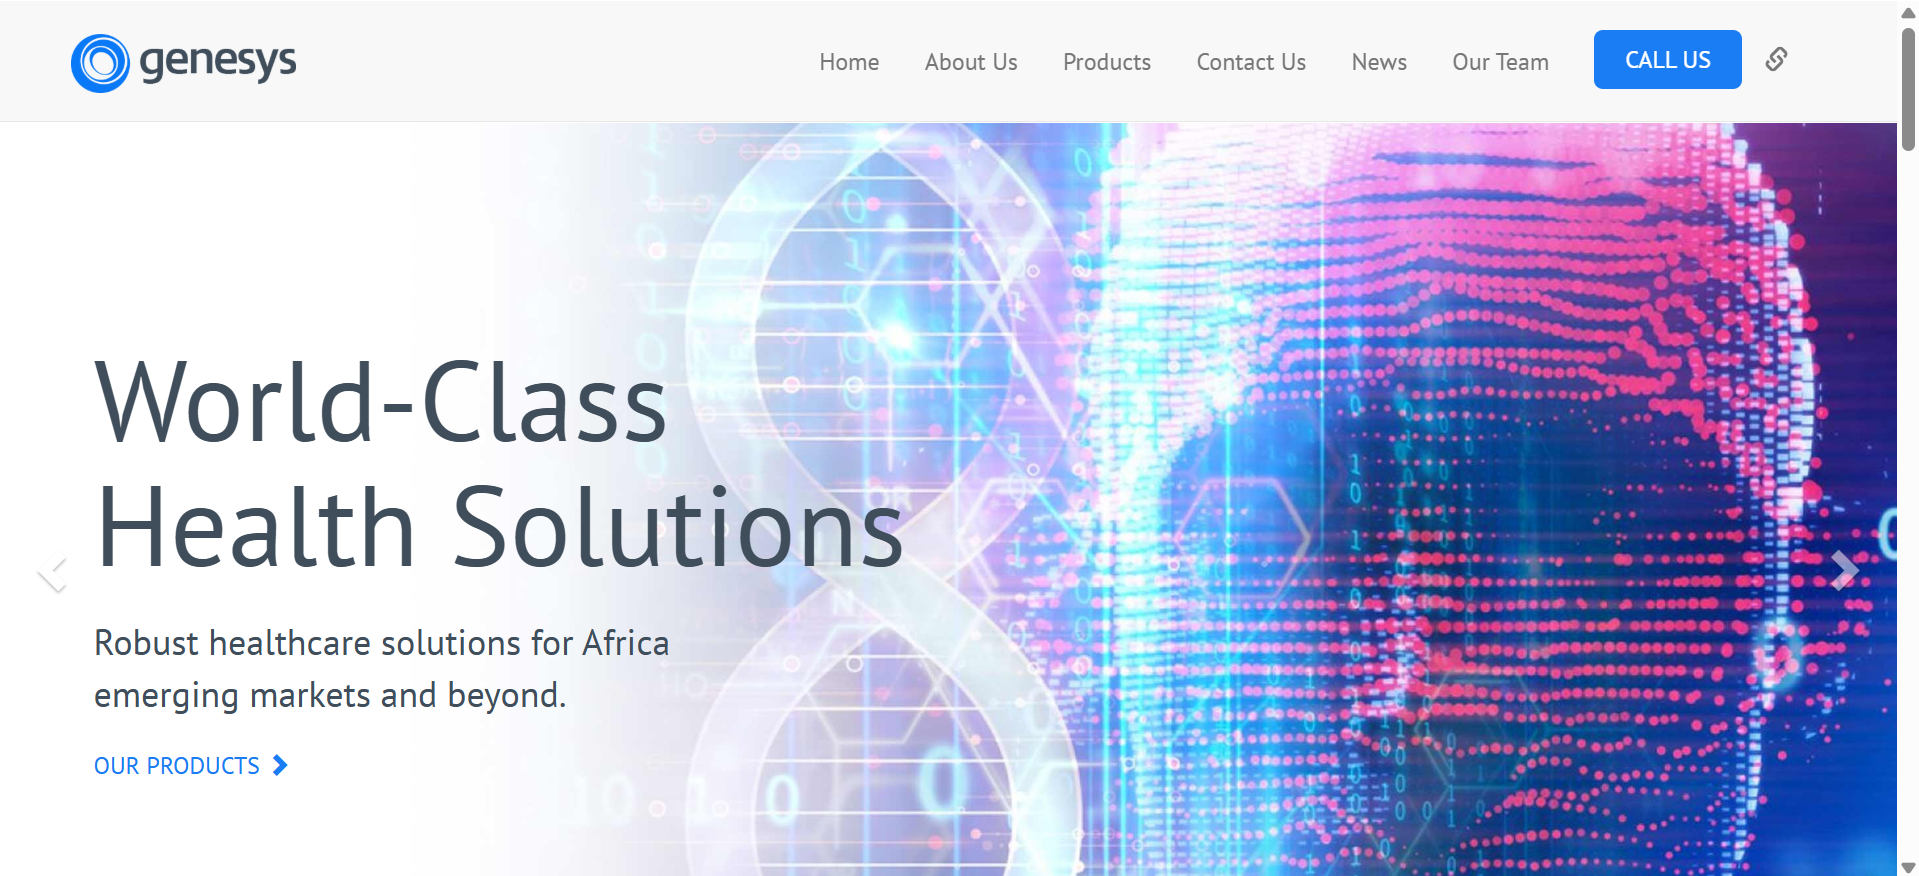 genesys
Home About Us Products Contact Us News Our Team CALL US
World-Class
Health Solutions
Robust healthcare solutions for Africa
emerging markets and beyond.
OUR PRODUCTS